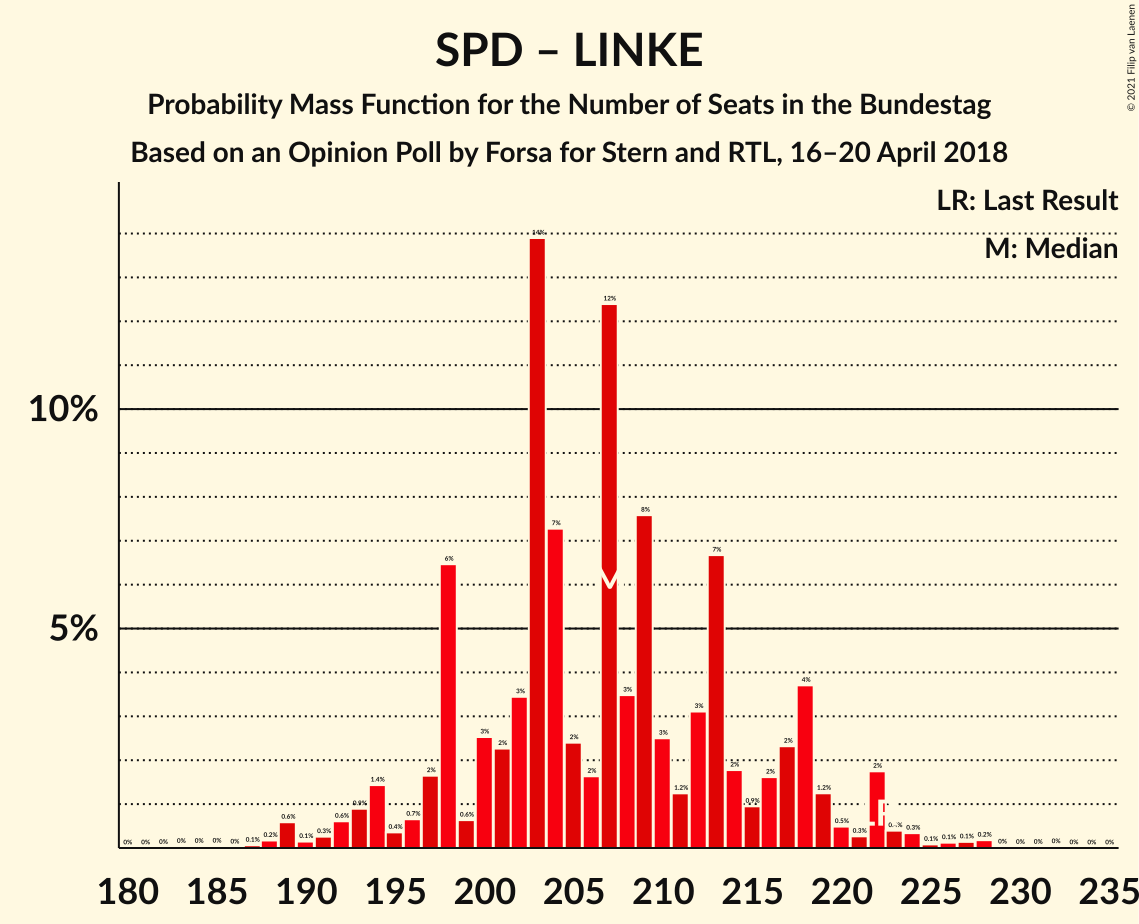 SPD – LINKE
Probability Mass Function for the Number of Seats in the Bundestag
Based on an Opinion Poll by Forsa for Stern and RTL, 16–20 April 2018
© 2021 Filip van Laenen
LR: Last Result
M: Median
10%
5%
0% 0% 0% 0% 0% 0% 0% 0.1% 0.2% 0.6% 0.1% 0.3% 0.6% 0.9% 1.4% 0.4% 0.7% 2% 6% 0.6% 3% 2% 3% 14% 7% 2% 2% 12% 3% 8% 3% 1.2% 3% 7% 2% 0.9% 2% 2% 4% 1.2% 0.5% 0.3% 2% 0.3% 0.1% 0.1% 0.1% 0.2% 0% 0% 0% 0% 0% 0% 0%
M
180 185 190 195 200 205 210 215 220 225 230 235